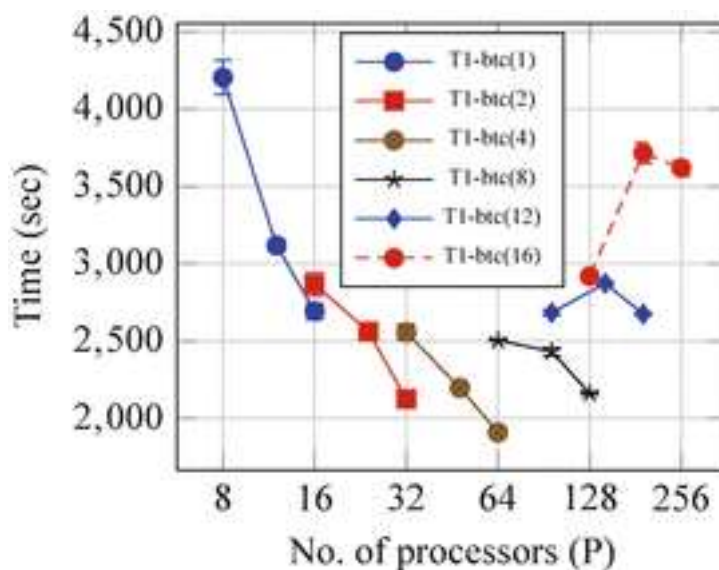 4,500
4,000
3,500
3,000
2,500
2,000
Time (sec)
T1-btc(1)
T1-btc(2)
T1-btc(4)
T1-btc(8)
T1-btc(12)
T1-btc(16)
8 16 32 64 128 256
No. of processors (P)